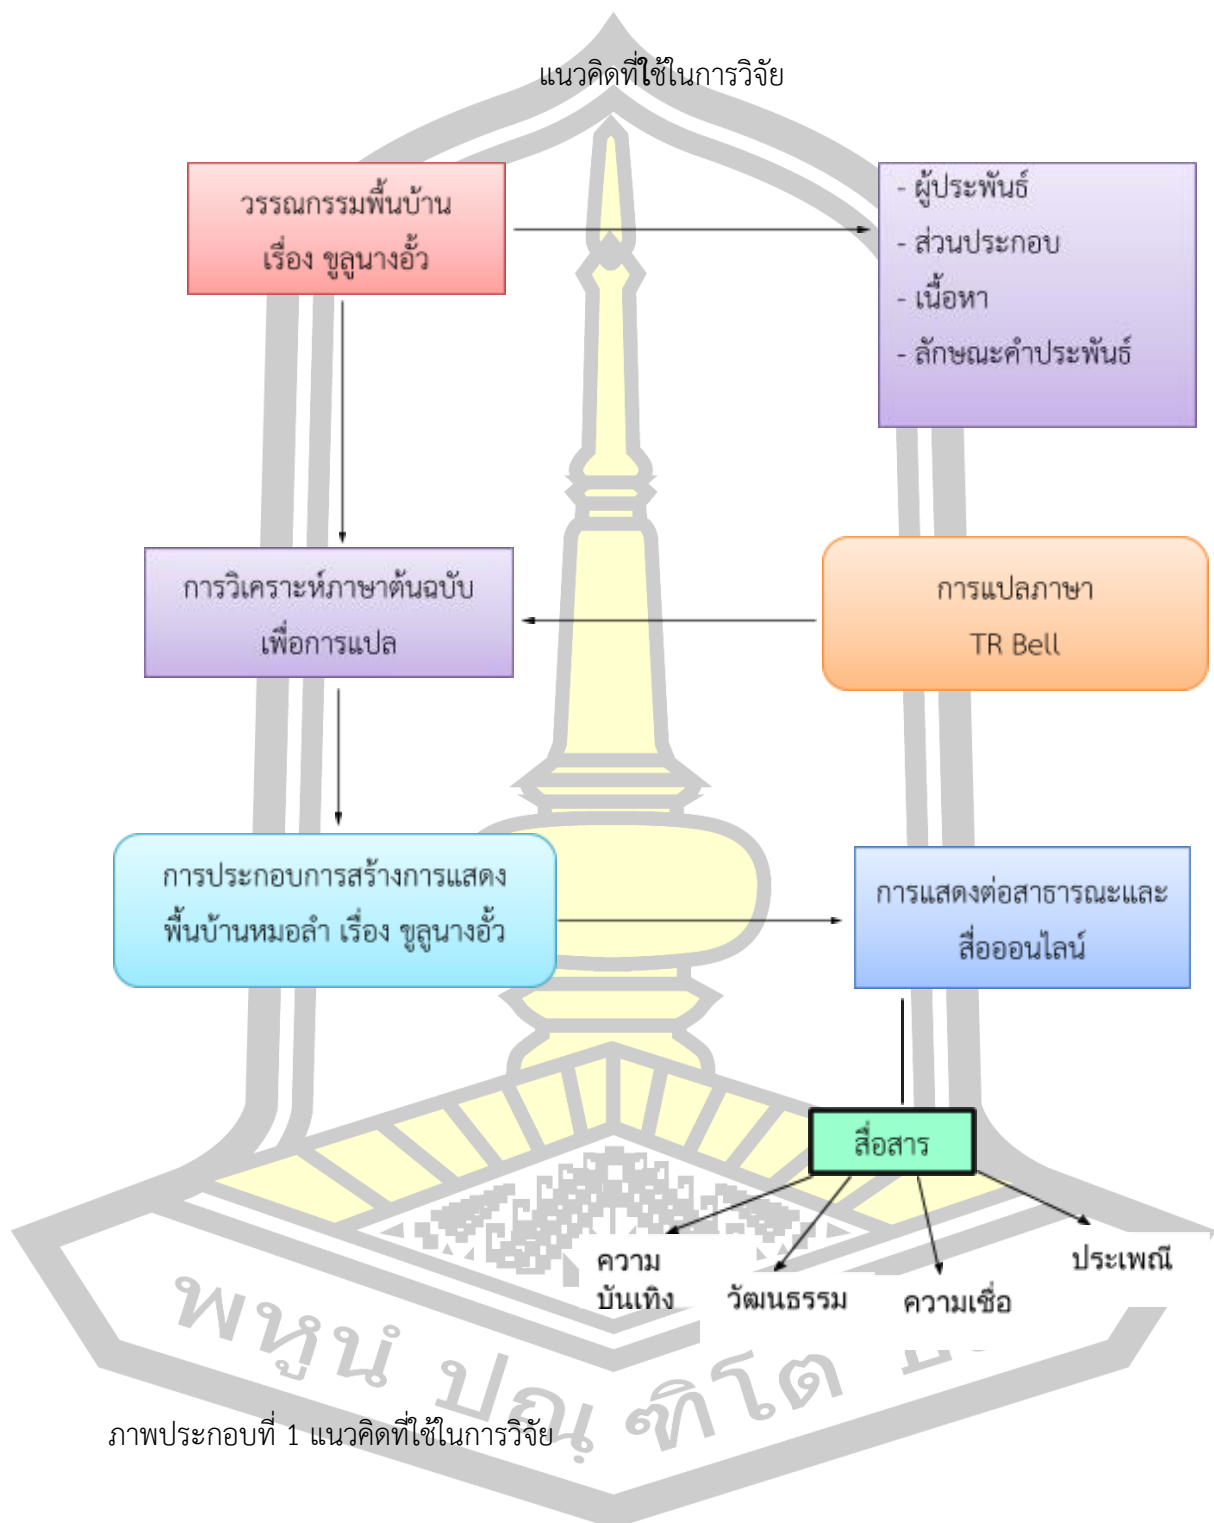 แนวคิดที่ใช้ในการวิจัย
วรรณกรรมพื้นบ้าน
เรื่อง ขูลูนางอั้ว
- ผู้ประพันธ์
- ส่วนประกอบ
- เนื้อหา
- ลักษณะคำประพันธ์
การวิเคราะห์ภาษาต้นฉบับ
เพื่อการแปล
การแปลภาษา
TR Bell
การประกอบการสร้างการแสดง
พื้นบ้านหมอลำ เรื่อง ขูลูนางอั้ว
การแสดงต่อสาธารณะและ
สื่อออนไลน์
สื่อสาร
ความ
บันเทิง
วัฒนธรรม
ความเชื่อ
ประเพณี
พหูนํ ปณฺฑิโต
ภาพประกอบที่ 1 แนวคิดที่ใช้ในการวิจัย